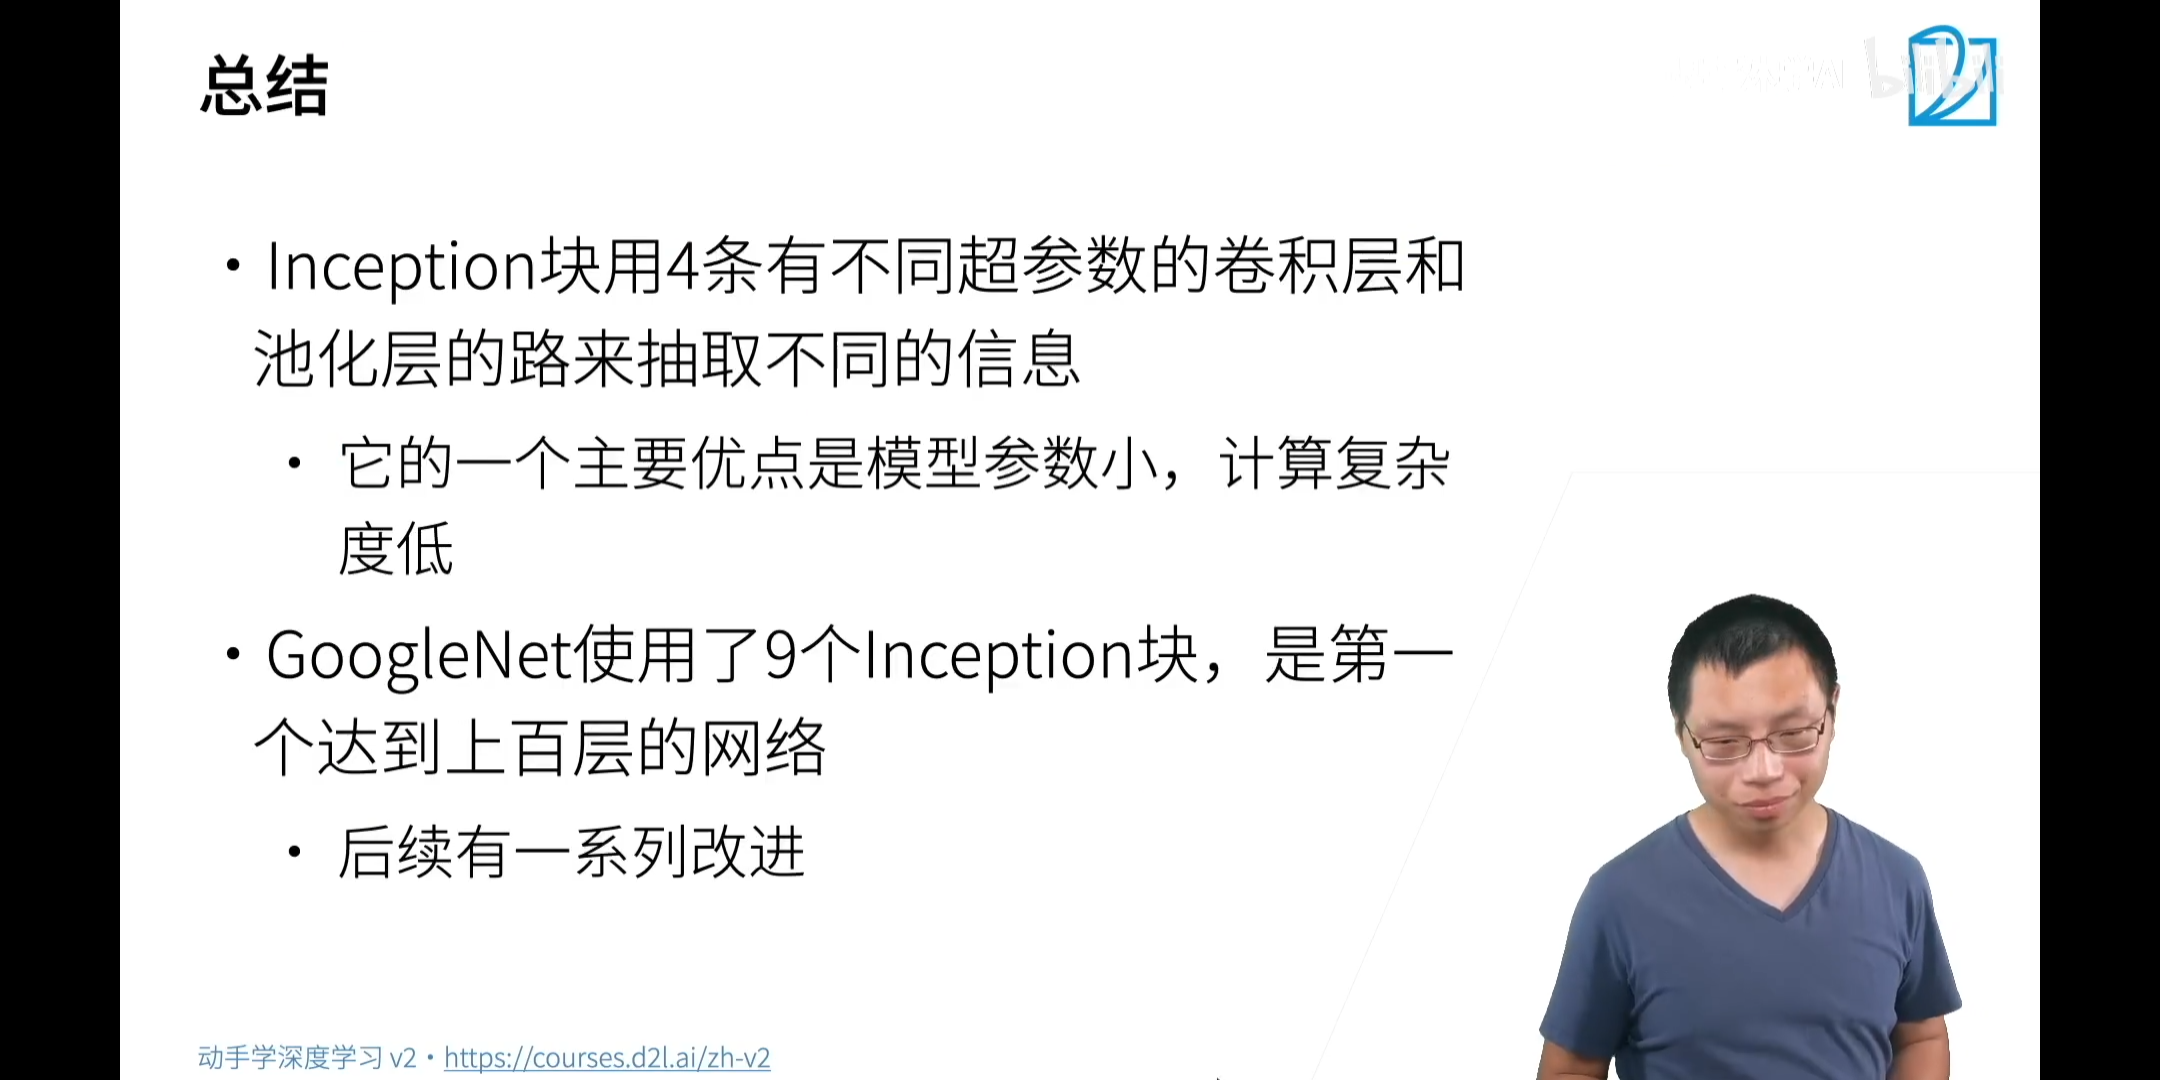 总结
bilibili
• Inception块用4条有不同超参数的卷积层和
池化层的路来抽取不同的信息
• 它的一个主要优点是模型参数小，计算复杂
度低
• GoogleNet使用了9个Inception块，是第一
个达到上百层的网络
• 后续有一系列改进
动手学深度学习 v2 • https://courses.d2l.ai/zh-v2